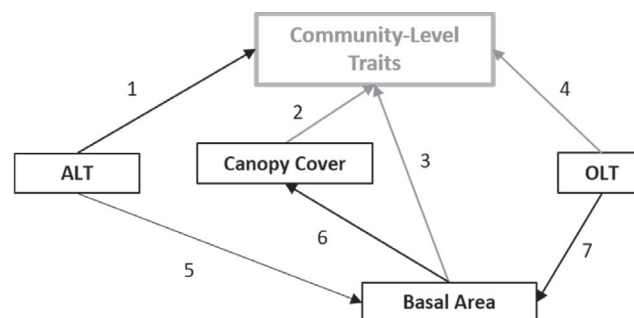 Community-Level
Traits
1
2
4
ALT
Canopy Cover
3
OLT
5
6
7
Basal Area